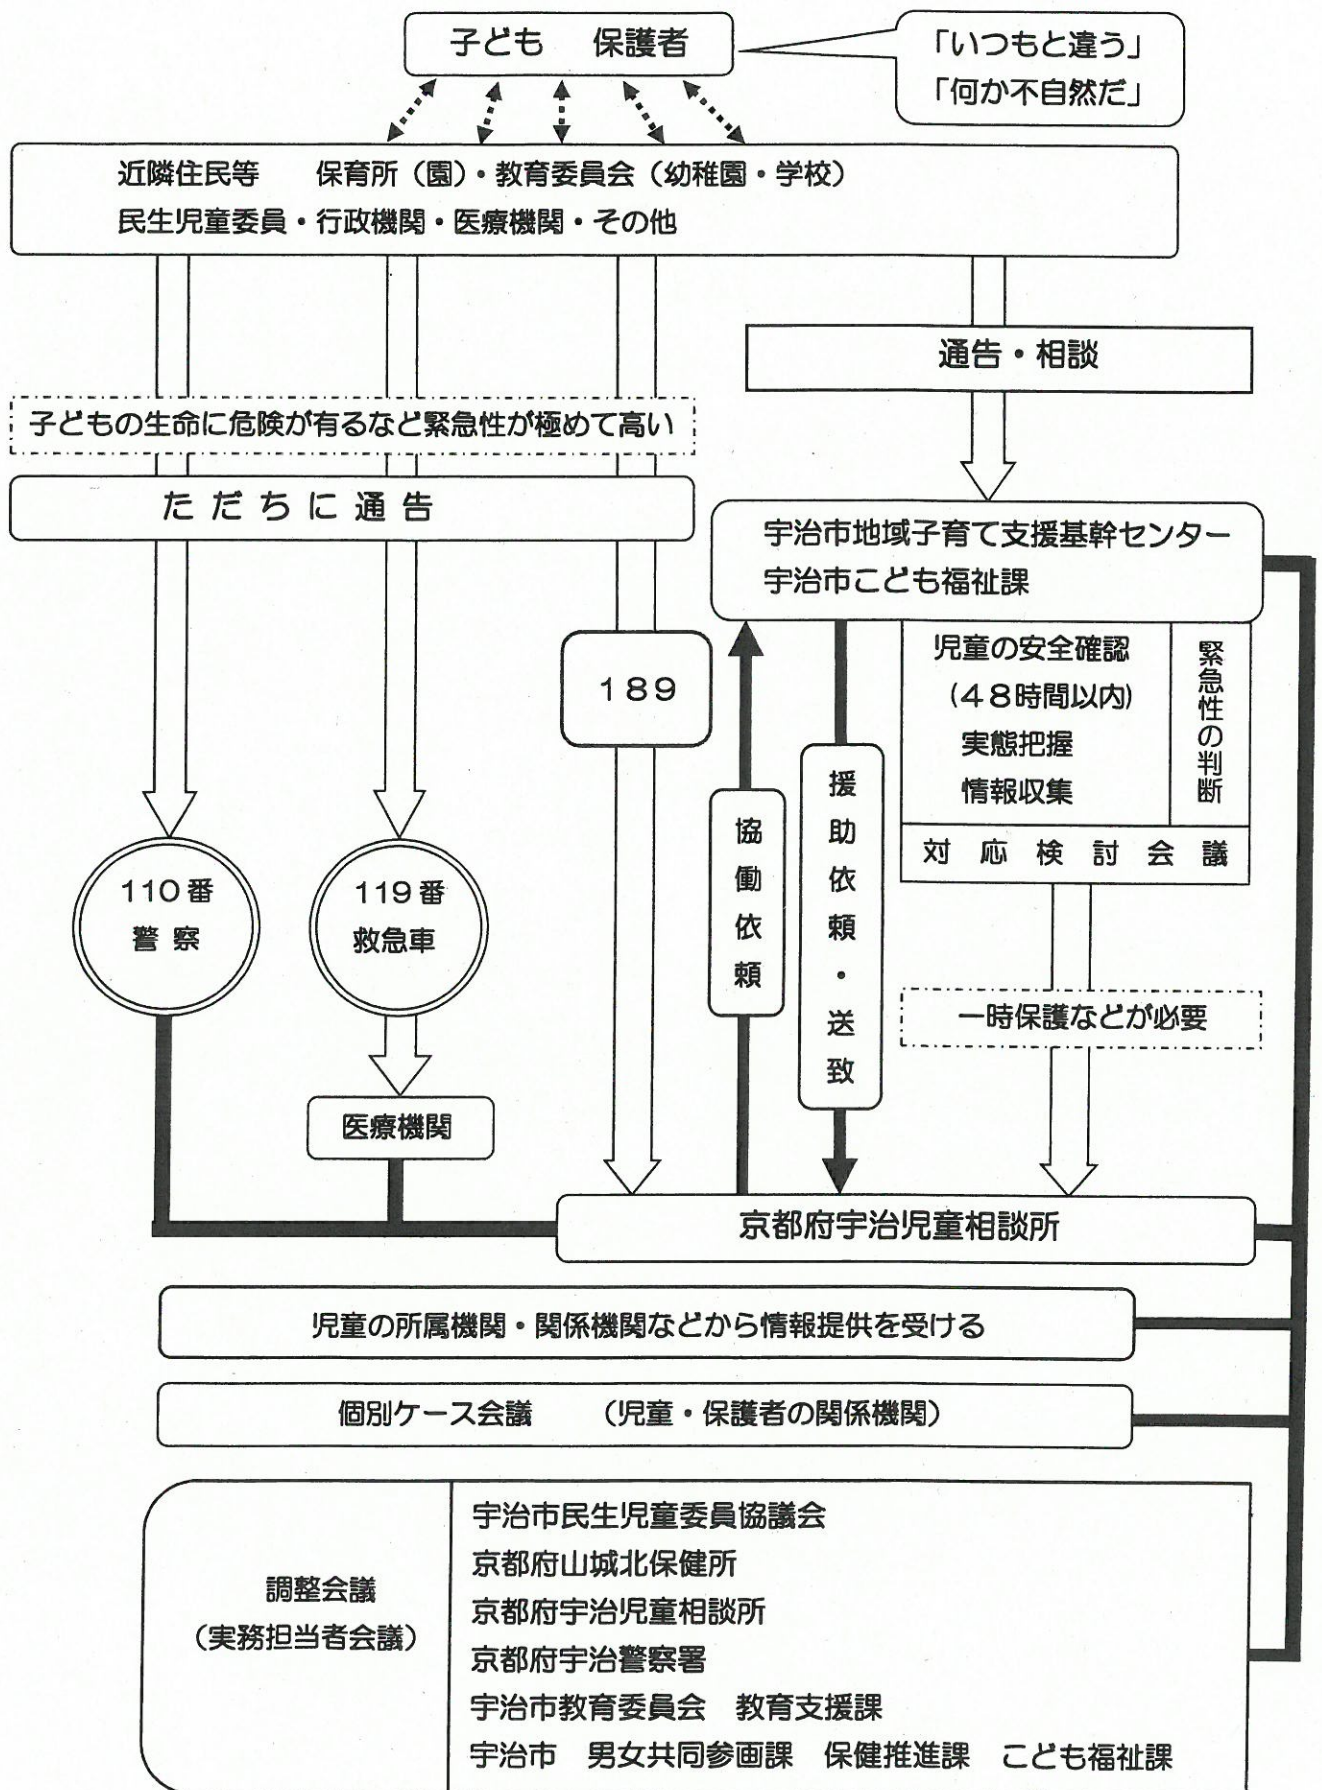 子ども　保護者
「いつもと違う」
「何か不自然だ」
近隣住民等　保育所（園）・教育委員会（幼稚園・学校）
民生児童委員・行政機関・医療機関・その他
通告・相談
子どもの生命に危険が有るなど緊急性が極めて高い
ただちに通告
宇治市地域子育て支援基幹センター
宇治市こども福祉課
189
児童の安全確認
（４８時間以内）
実態把握
情報収集
緊急性の判断
対応検討会議
協働依頼
援助依頼・送致
110番
警察
119番
救急車
一時保護などが必要
医療機関
京都府宇治児童相談所
児童の所属機関・関係機関などから情報提供を受ける
個別ケース会議　（児童・保護者の関係機関）
調整会議
（実務担当者会議）
宇治市民生児童委員協議会
京都府山城北保健所
京都府宇治児童相談所
京都府宇治警察署
宇治市教育委員会　教育支援課
宇治市　男女共同参画課　保健推進課　こども福祉課